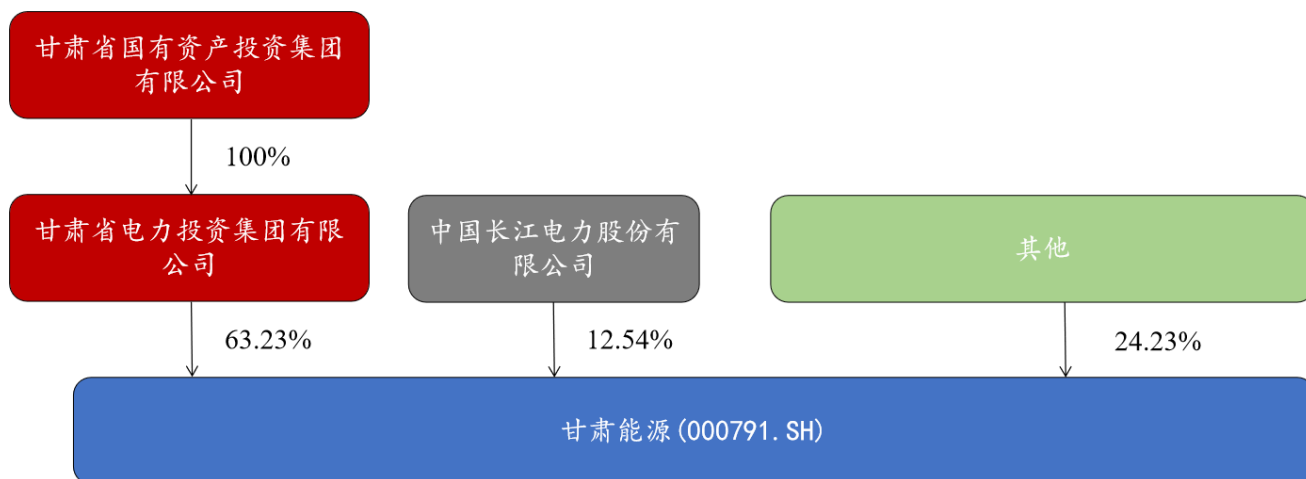 甘肃省国有资产投资集团
有限公司
100%
甘肃省电力投资集团有限
公司
中国长江电力股份有
限公司
其他
63.23%
12.54%
24.23%
甘肃能源(000791.SH)